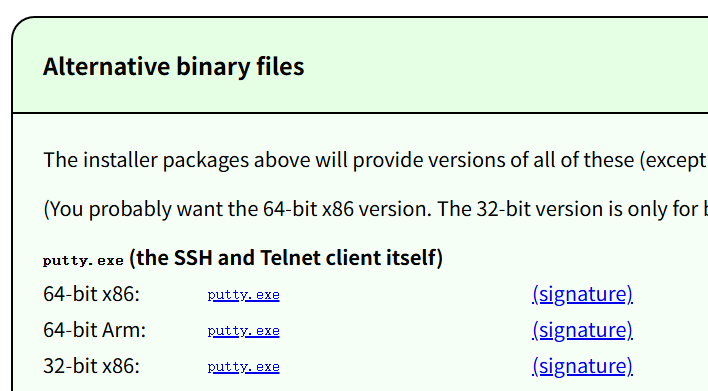 Alternative binary files
The installer packages above will provide versions of all of these (except
(You probably want the 64-bit x86 version. The 32-bit version is only for
putty.exe (the SSH and Telnet client itself)
64-bit x86: putty.exe (signature)
64-bit Arm: putty.exe (signature)
32-bit x86: putty.exe (signature)